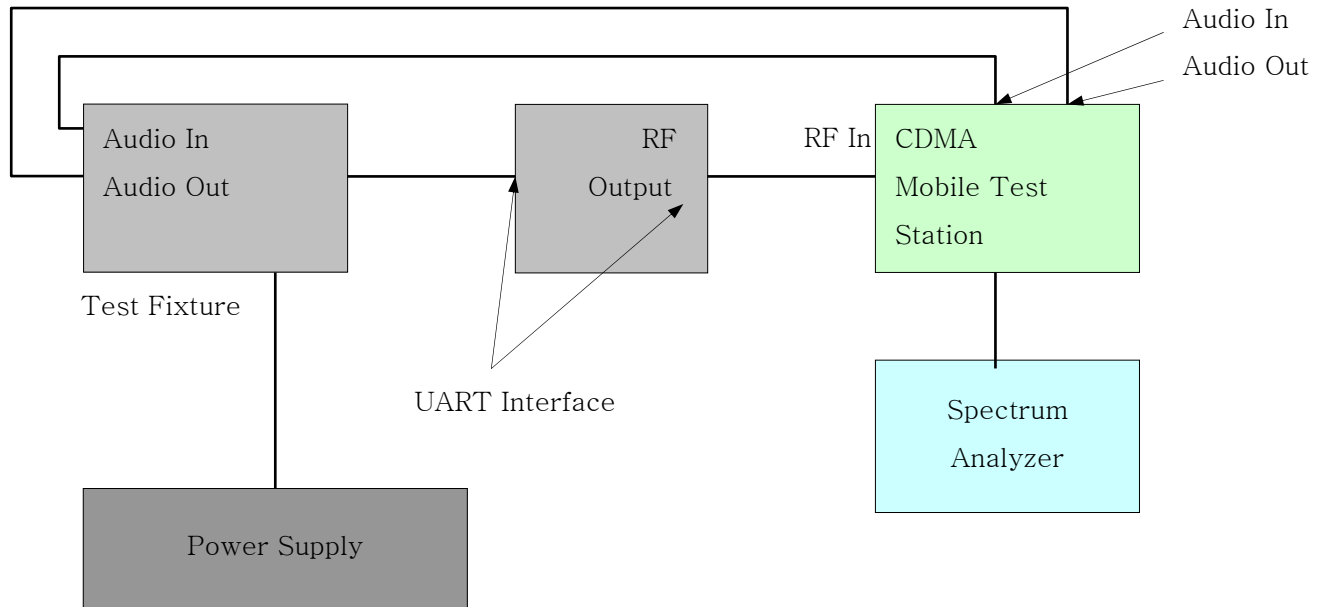 Audio In
Audio Out
Audio In
Audio Out
RF
Output
RF In
CDMA
Mobile Test
Station
Test Fixture
UART Interface
Spectrum
Analyzer
Power Supply